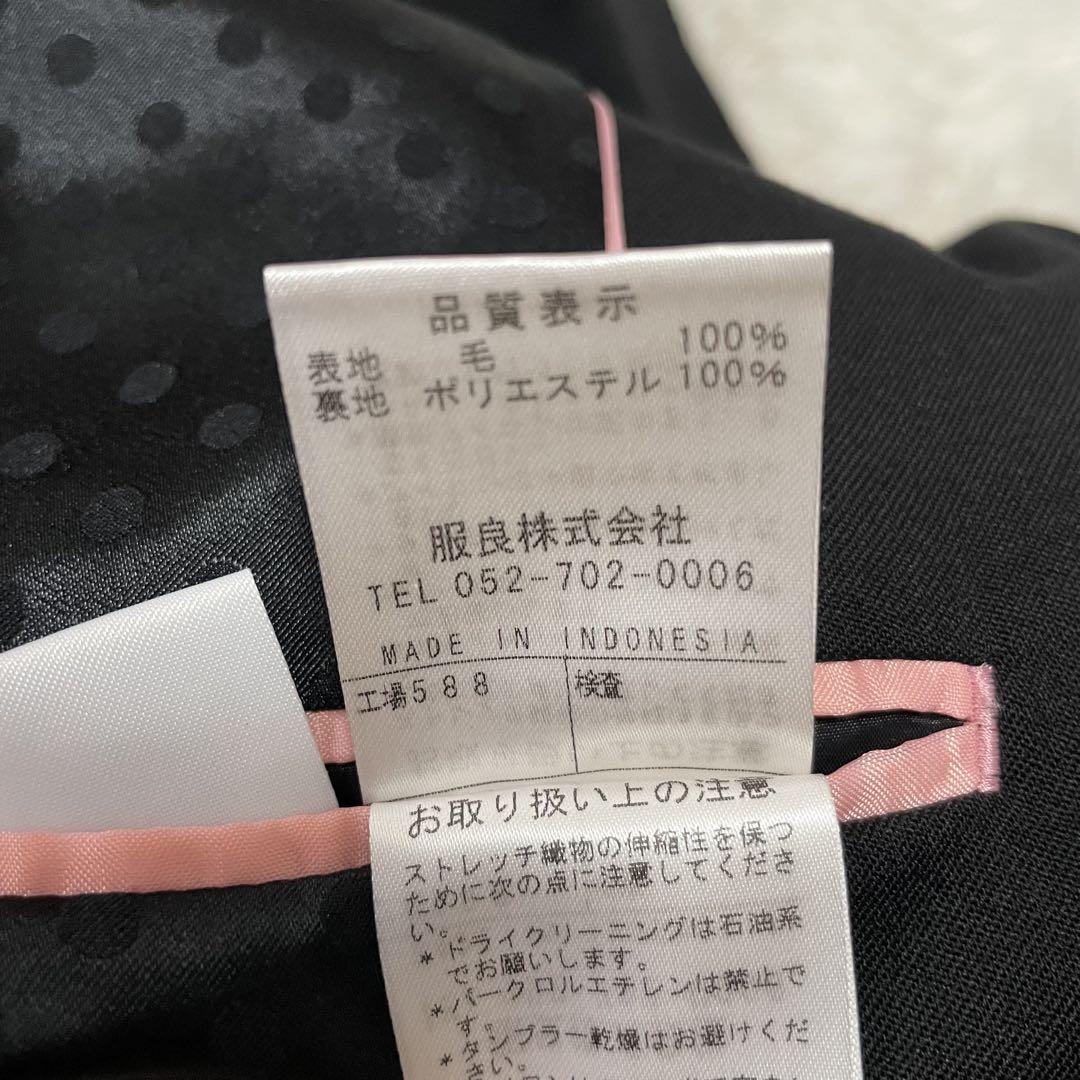 品質表示
表地 毛 100%
裏地 ポリエステル 100%
服良株式会社
TEL 052-702-0006
MADE IN INDONESIA
工場588 検査
お取り扱い上の注意
ストレッチ織物の伸縮性を保つ
ために次の点に注意してくださ
い。
*ドライクリーニングは石油系
でお願いします。
*パークロルエチレンは禁止で
す。
*タンブラー乾燥はお避けくだ
さい。